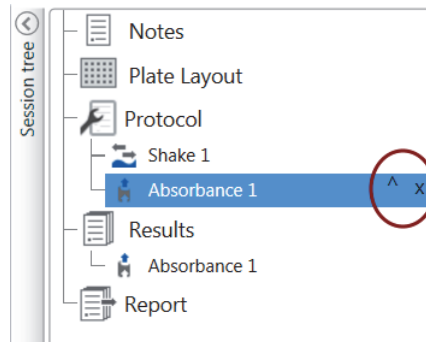 Session tree
Notes
Plate Layout
Protocol
Shake 1
Absorbance 1 ^ x
Results
Absorbance 1
Report